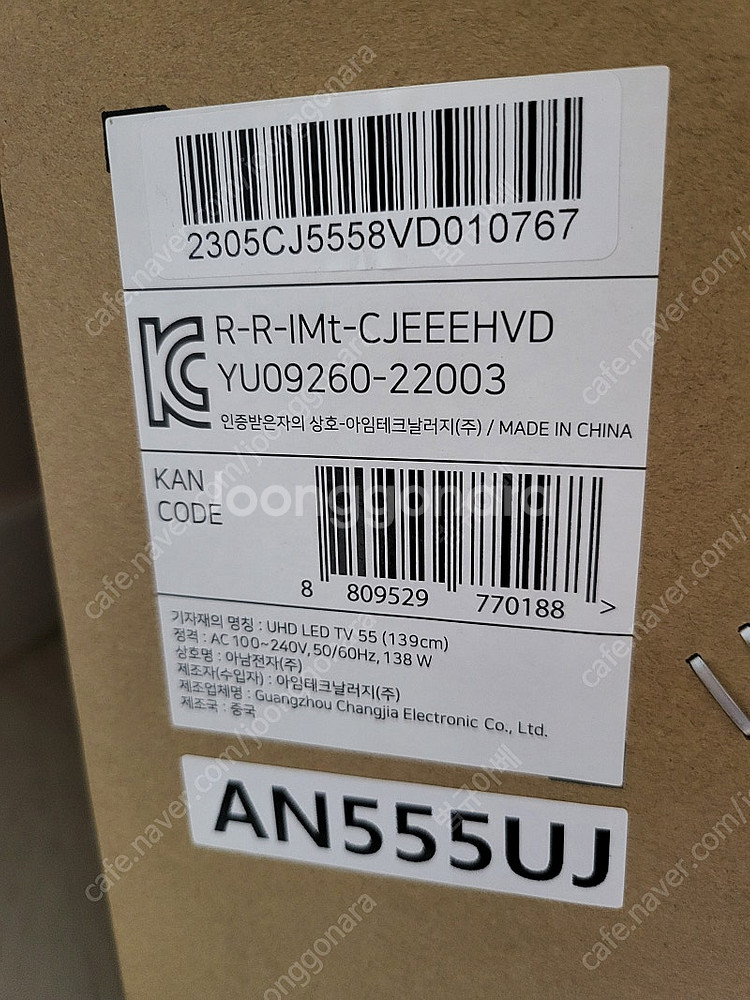 2305CJ5558VD010767
R-R-IMt-CJEEEHVD
YU09260-22003
인증받은자의 상호-아임테크날러지(주) / MADE IN CHINA
KAN
CODE
8 809529 770188 >
기자재의 명칭 : UHD LED TV 55 (139cm)
정격 : AC 100~240V, 50/60Hz, 138 W
상호명 : 아남전자(주)
제조자(수입자) : 아임테크날러지(주)
제조업체명 : Guangzhou Changjia Electronic Co., Ltd.
제조국 : 중국
AN555UJ
joonggonara
cafe.naver.com/joonggonara